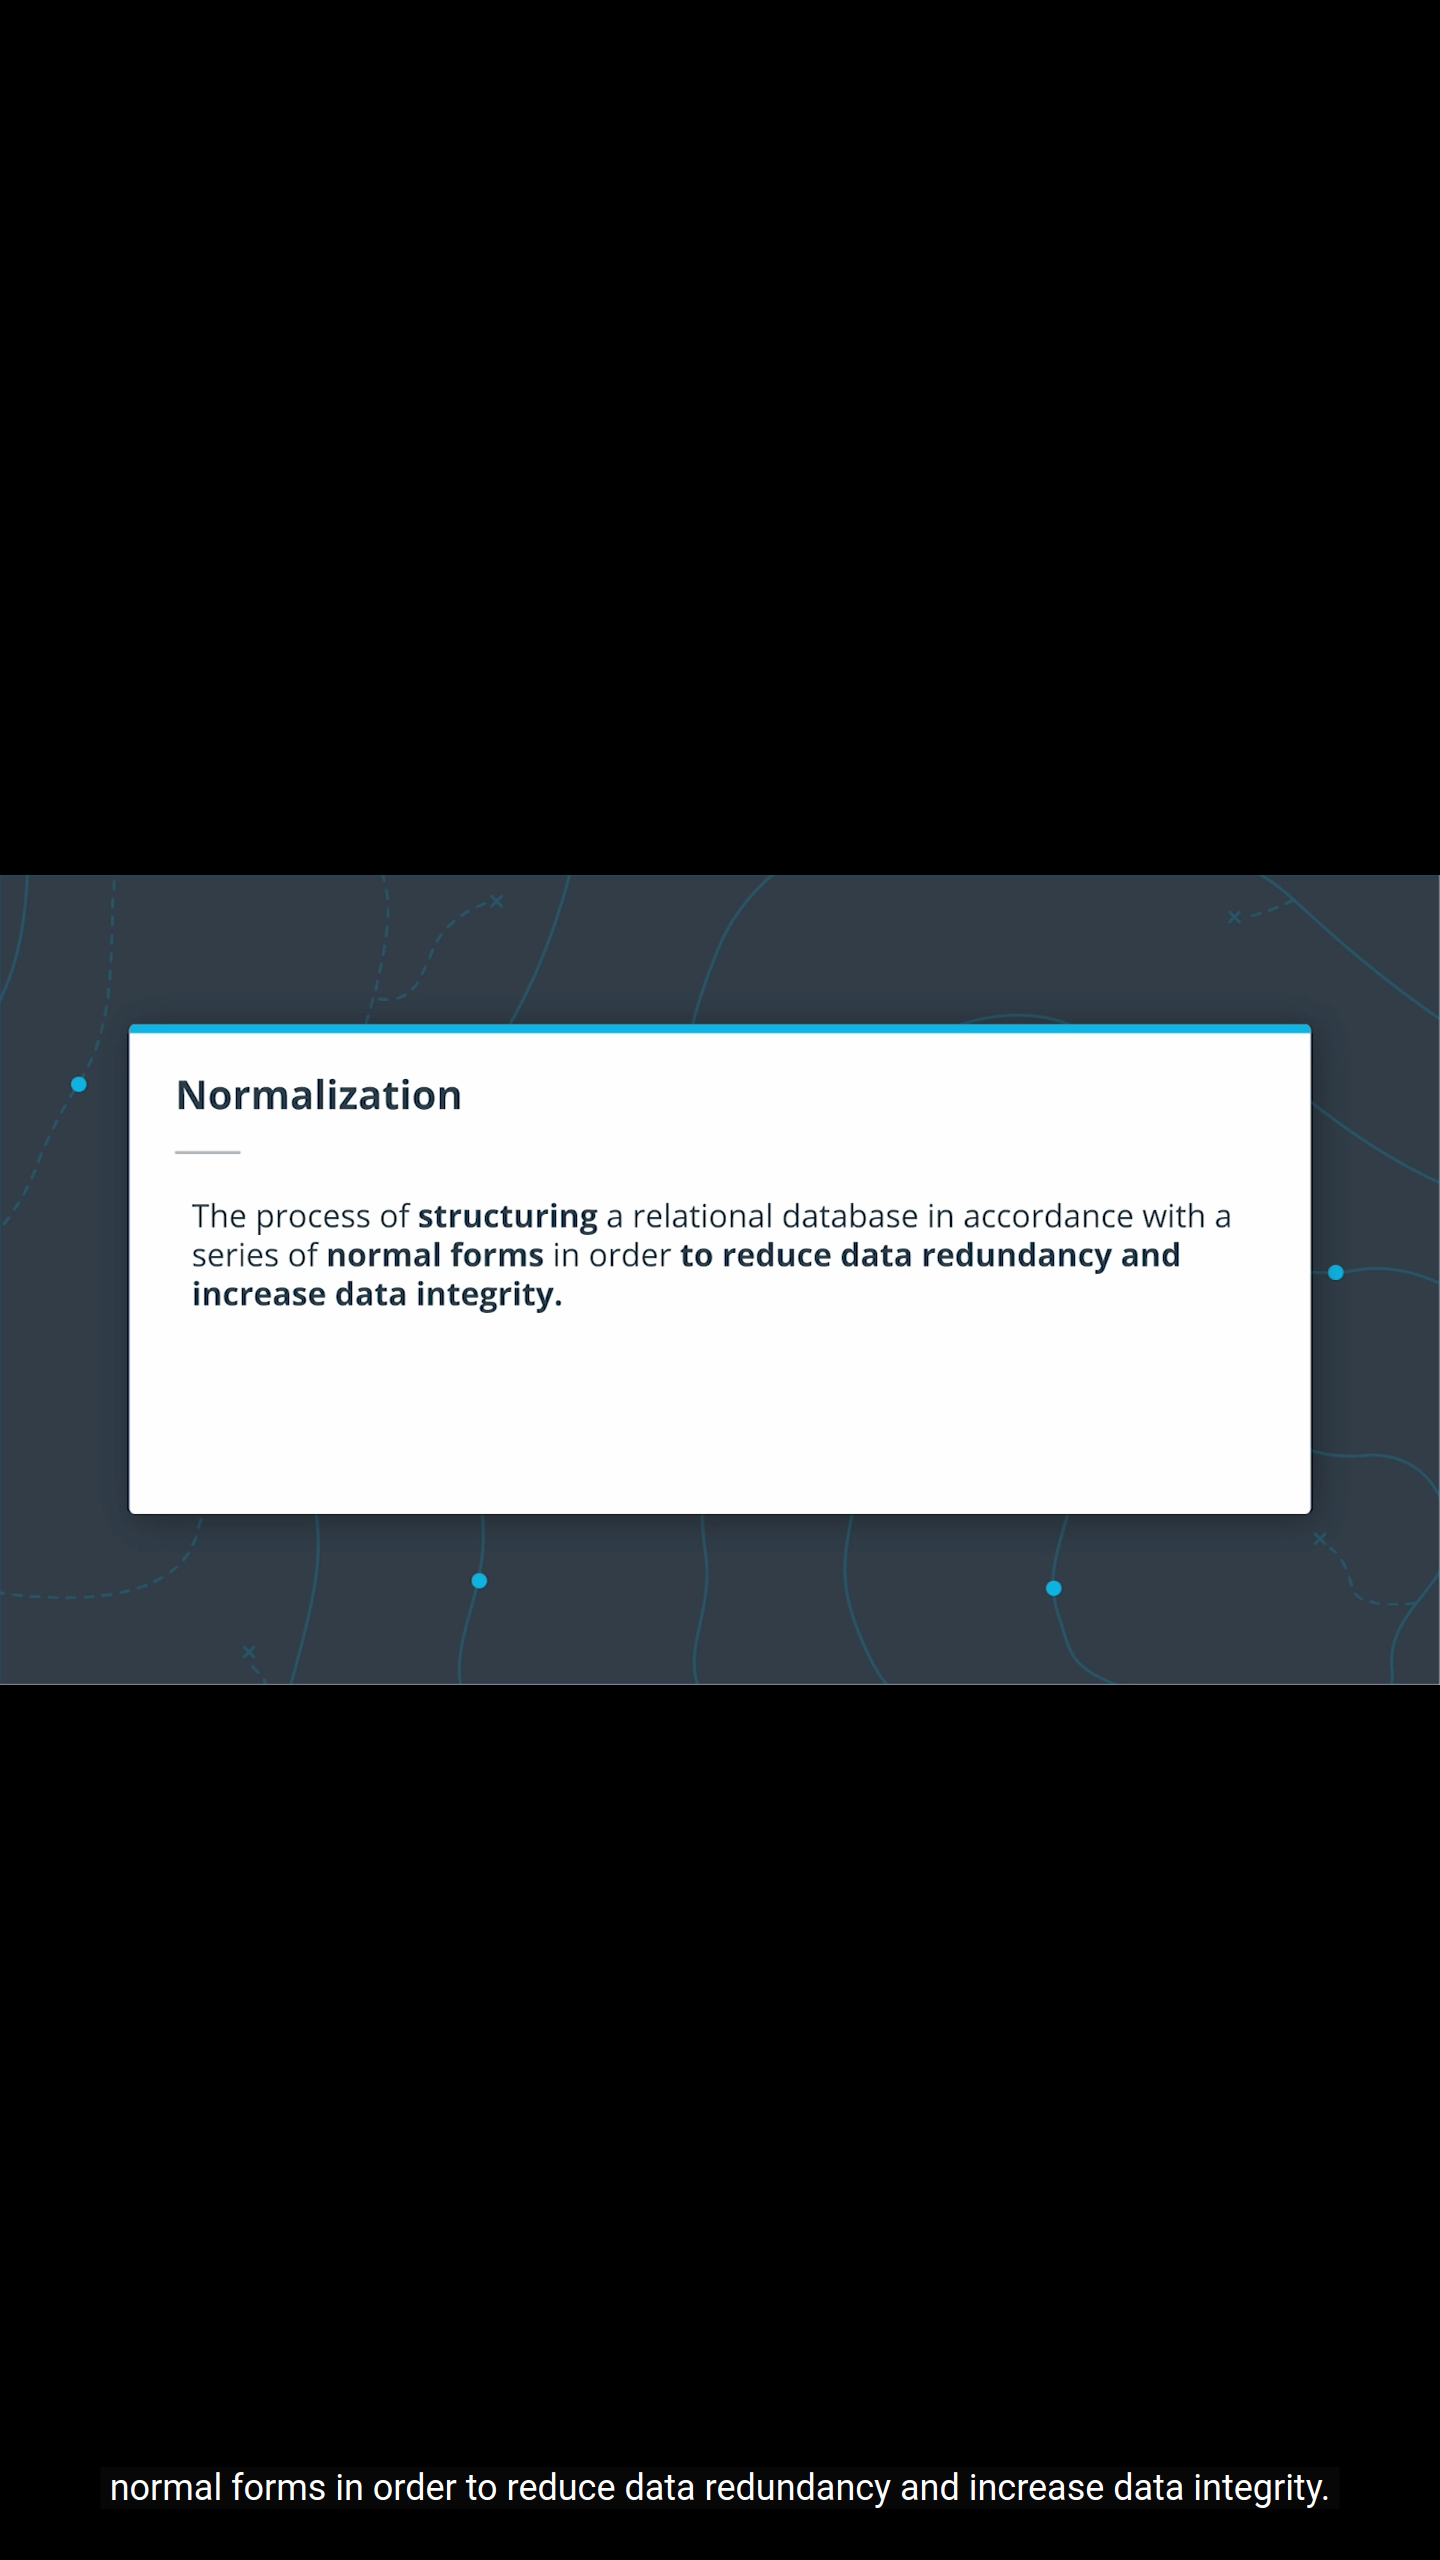 Normalization
The process of structuring a relational database in accordance with a
series of normal forms in order to reduce data redundancy and
increase data integrity.
normal forms in order to reduce data redundancy and increase data integrity.